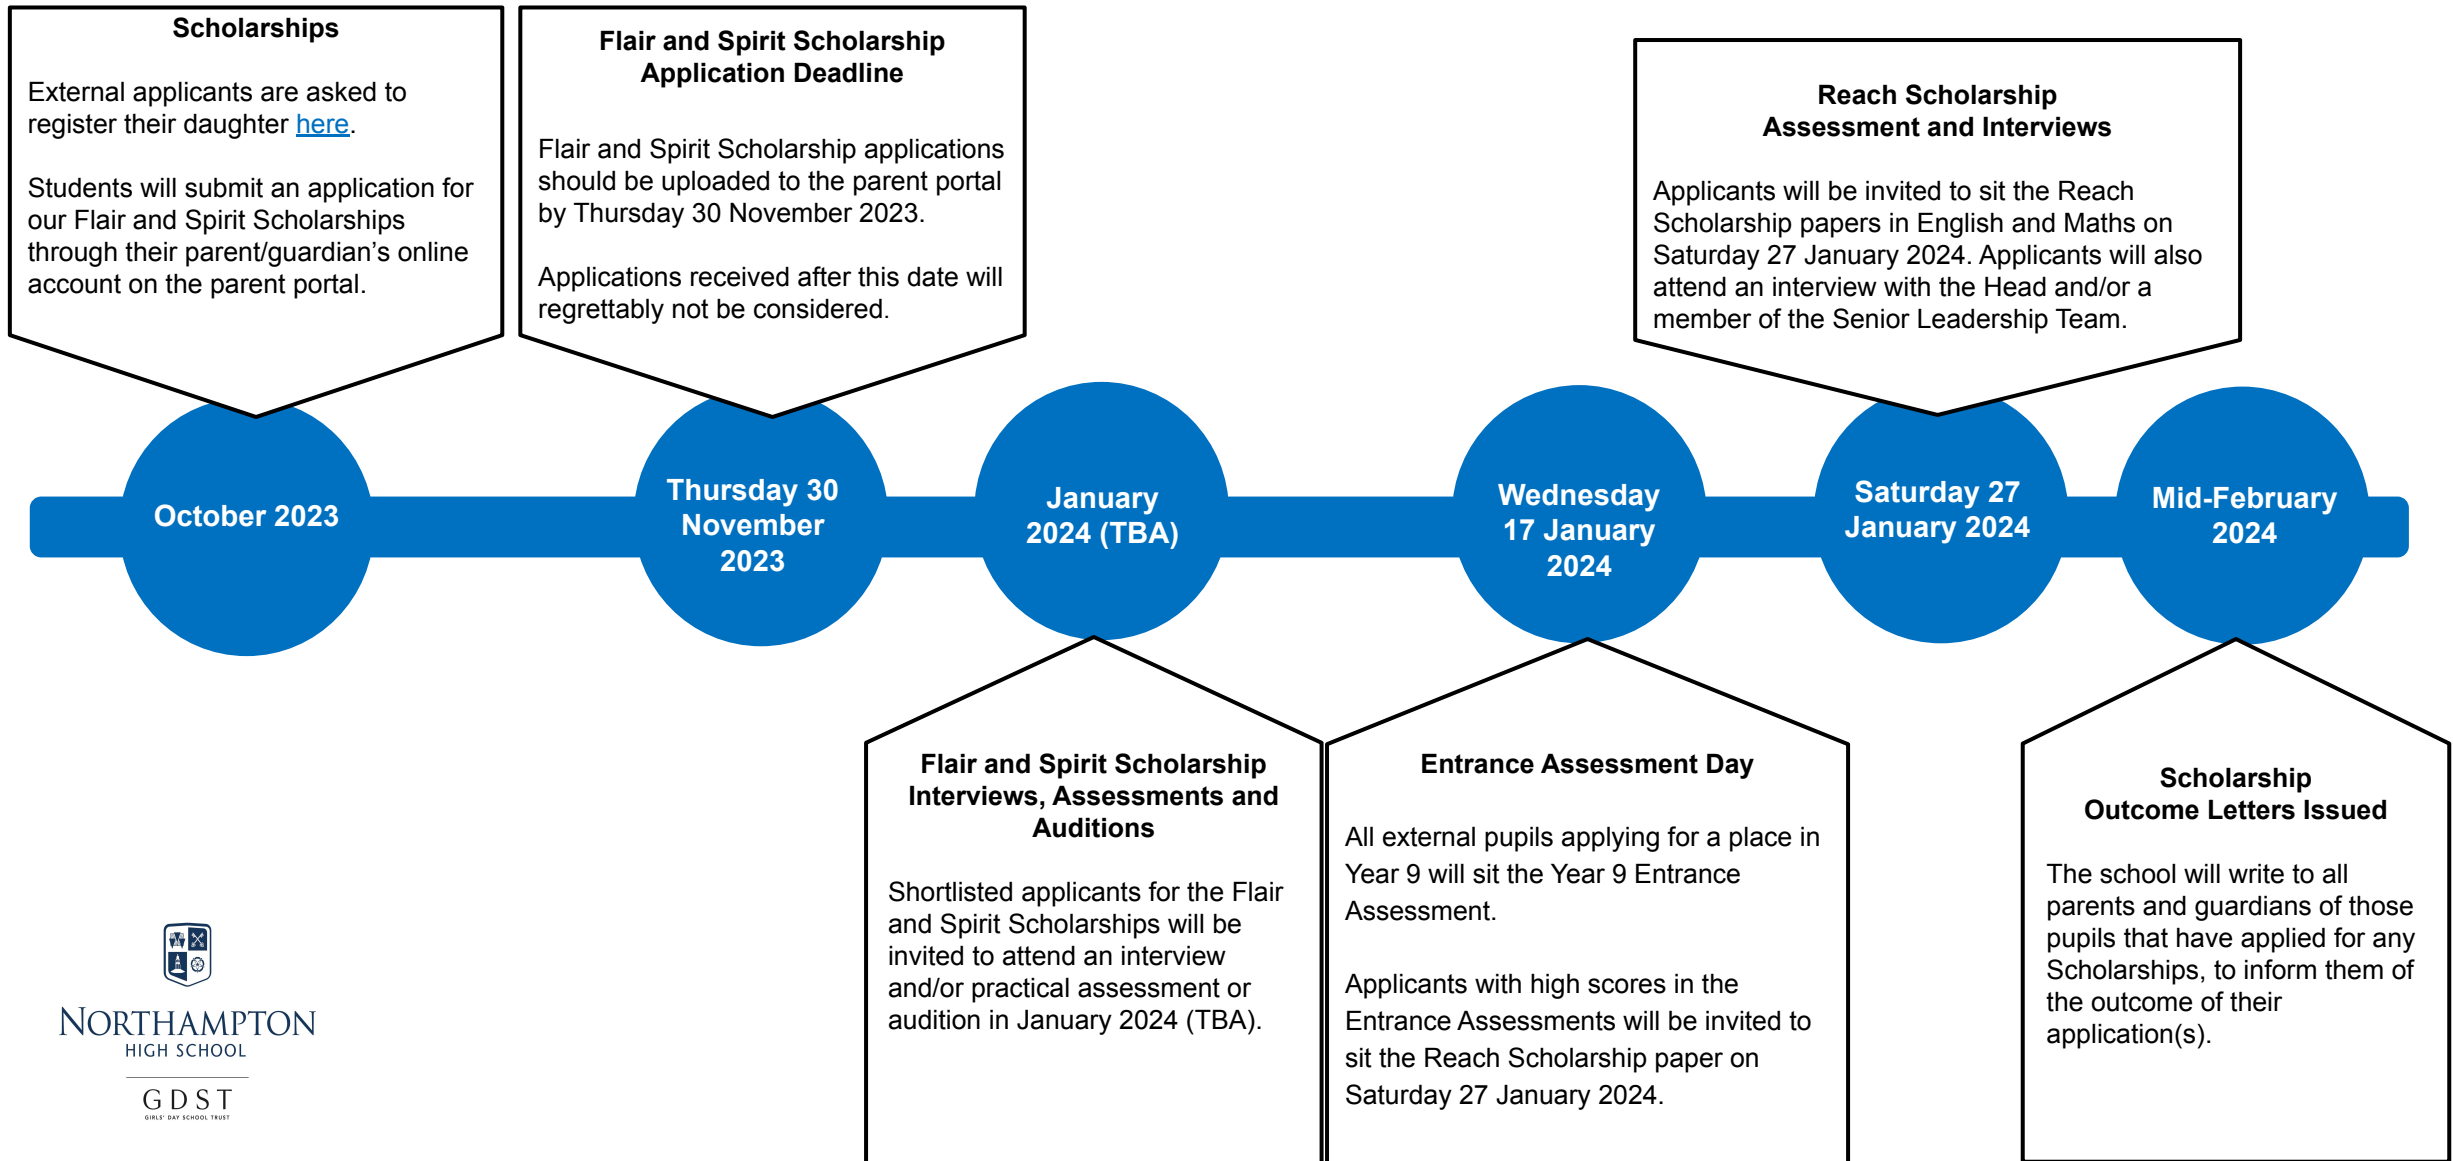 Scholarships
External applicants are asked to
register their daughter here.
Students will submit an application for
our Flair and Spirit Scholarships
through their parent/guardian's online
account on the parent portal.
Flair and Spirit Scholarship
Application Deadline
Flair and Spirit Scholarship applications
should be uploaded to the parent portal
by Thursday 30 November 2023.
Applications received after this date will
regrettably not be considered.
Reach Scholarship
Assessment and Interviews
Applicants will be invited to sit the Reach
Scholarship papers in English and Maths on
Saturday 27 January 2024. Applicants will also
attend an interview with the Head and/or a
member of the Senior Leadership Team.
October 2023
Thursday 30
November
2023
January
2024 (TBA)
Wednesday
17 January
2024
Saturday 27
January 2024
Mid-February
2024
Flair and Spirit Scholarship
Interviews, Assessments and
Auditions
Shortlisted applicants for the Flair
and Spirit Scholarships will be
invited to attend an interview
and/or practical assessment or
audition in January 2024 (TBA).
Entrance Assessment Day
All external pupils applying for a place in
Year 9 will sit the Year 9 Entrance
Assessment.
Applicants with high scores in the
Entrance Assessments will be invited to
sit the Reach Scholarship paper on
Saturday 27 January 2024.
Scholarship
Outcome Letters Issued
The school will write to all
parents and guardians of those
pupils that have applied for any
Scholarships, to inform them of
the outcome of their
application(s).
NORTHAMPTON
HIGH SCHOOL
GDST
GIRLS' DAY SCHOOL TRUST